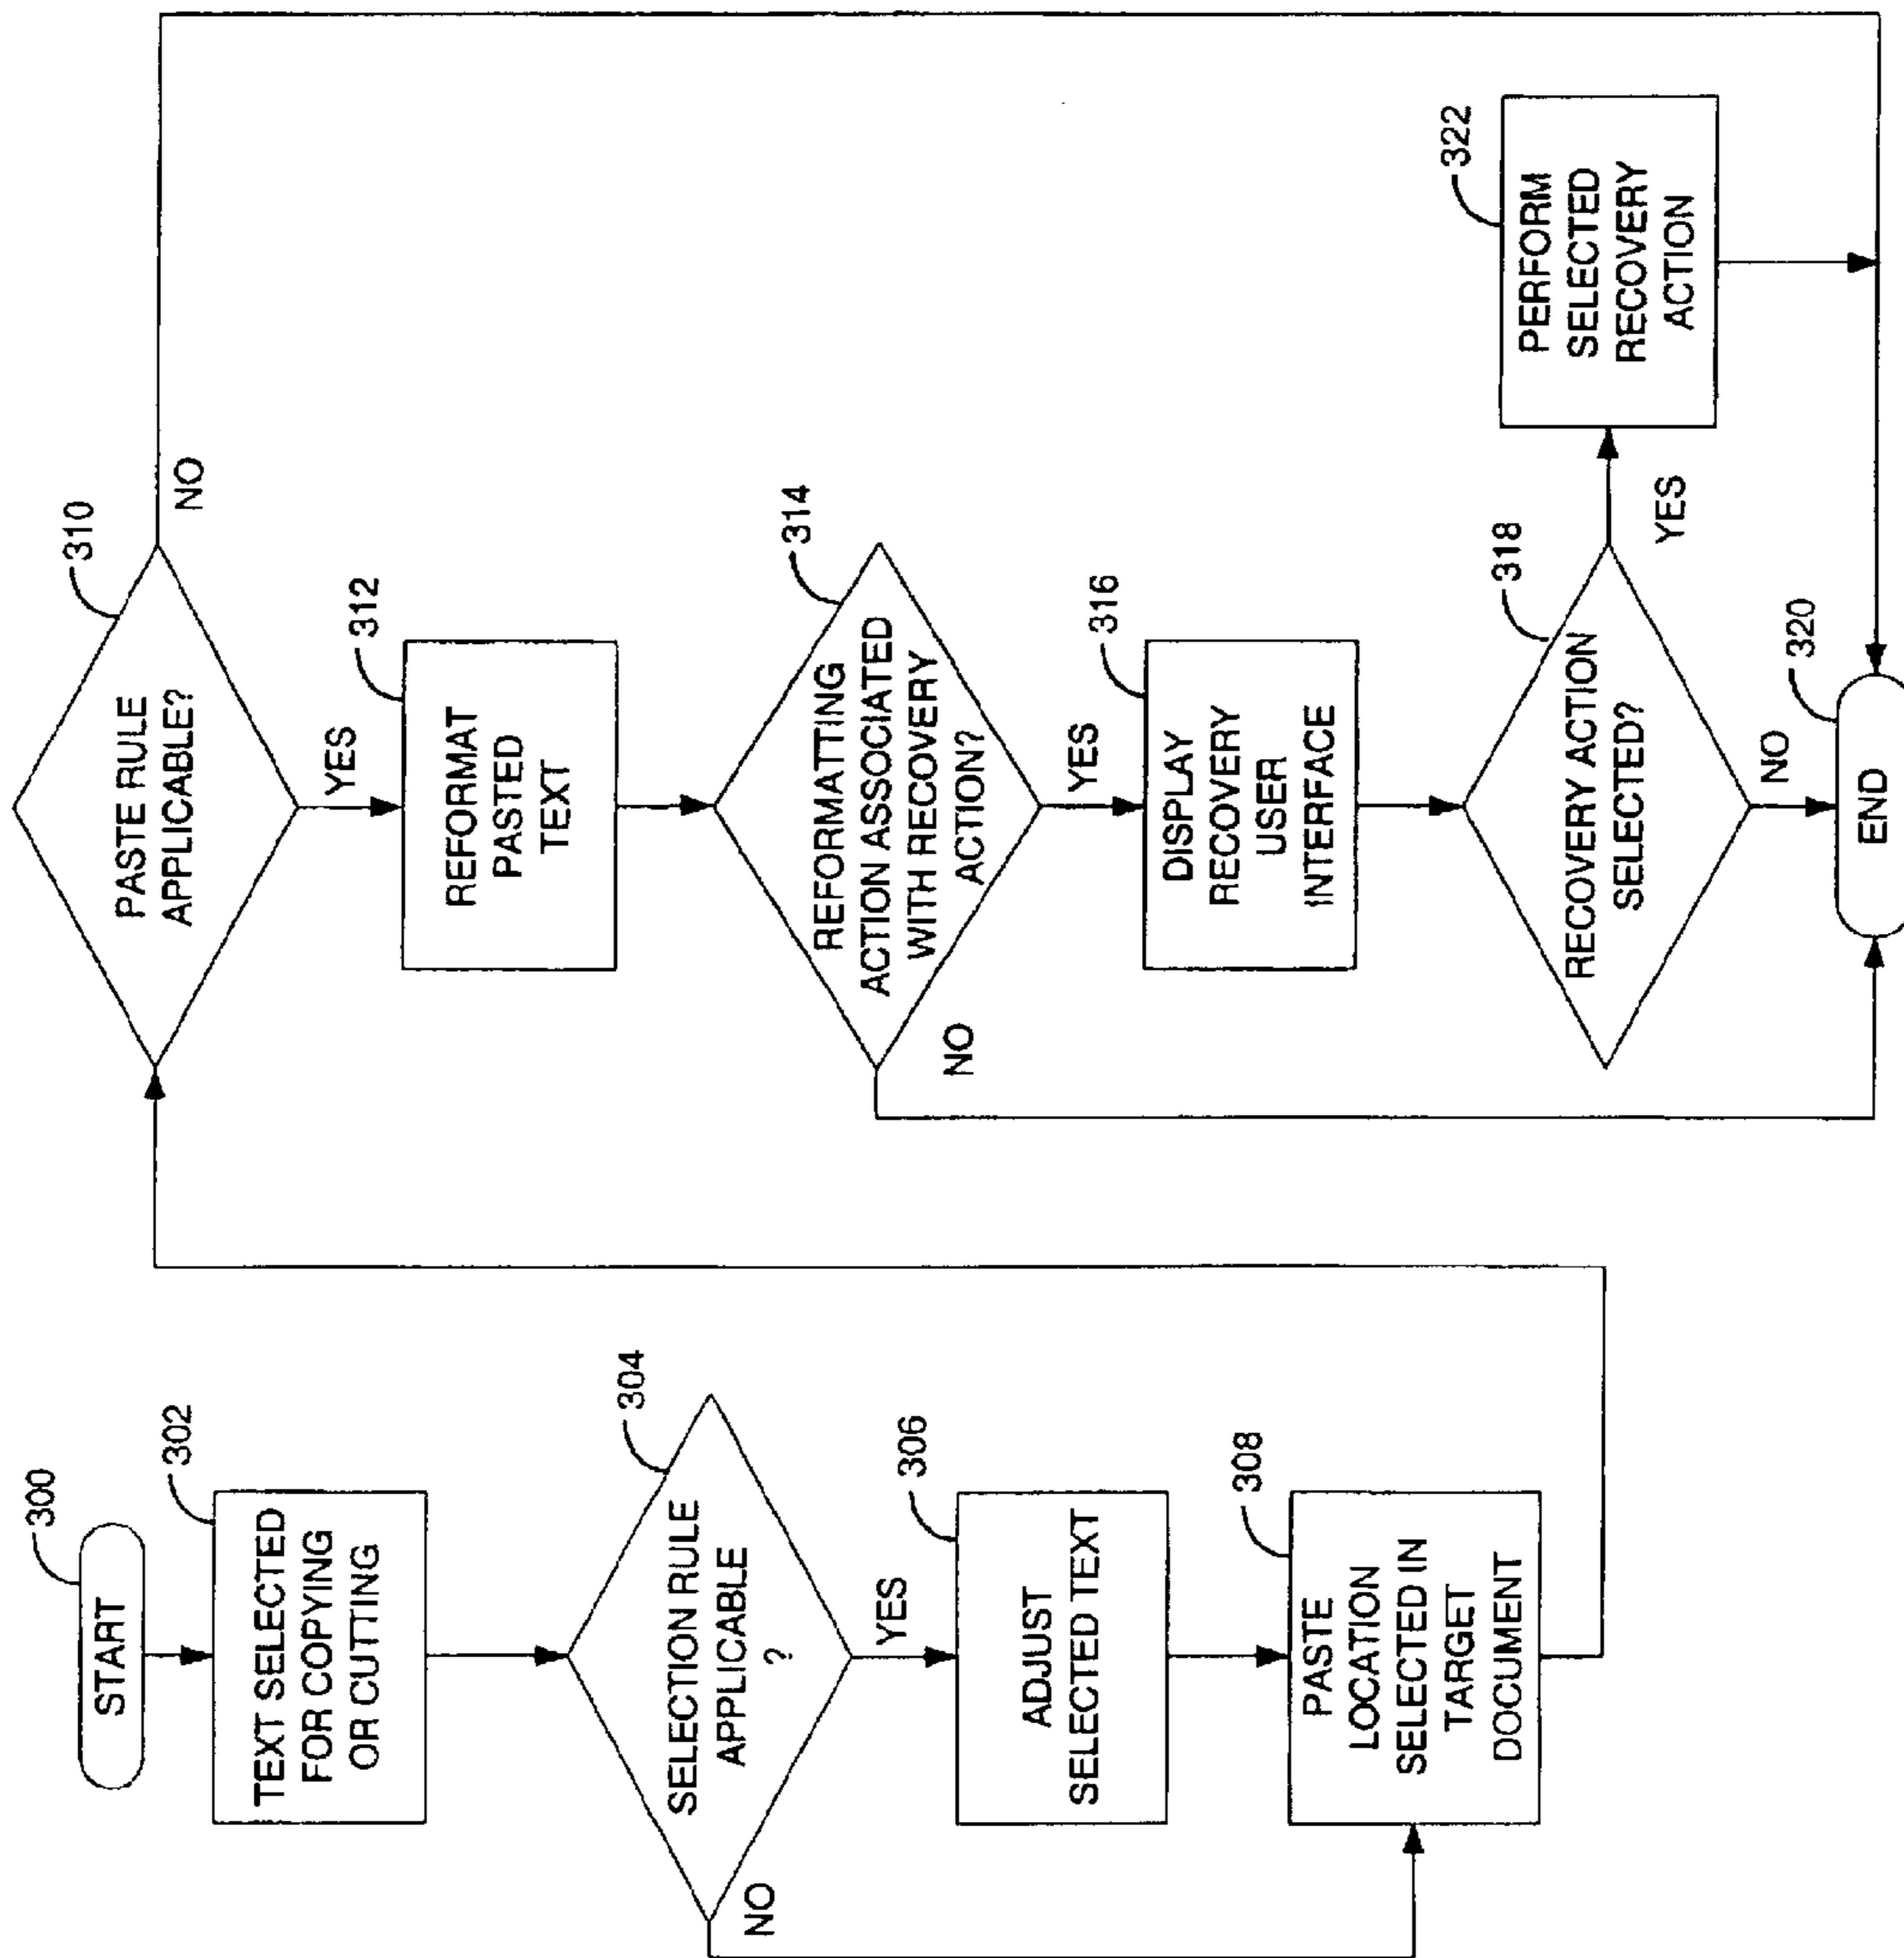 300
START
302
TEXT SELECTED
FOR COPYING
OR CUTTING
304
SELECTION RULE
APPLICABLE
?
YES
NO
306
ADJUST
SELECTED TEXT
308
PASTE
LOCATION
SELECTED IN
TARGET
DOCUMENT
310
PASTE RULE
APPLICABLE?
NO
YES
312
REFORMAT
PASTED
TEXT
314
REFORMATTING
ACTION ASSOCIATED
WITH RECOVERY
ACTION?
NO
YES
316
DISPLAY
RECOVERY
USER
INTERFACE
318
RECOVERY ACTION
SELECTED?
YES
NO
322
PERFORM
SELECTED
RECOVERY
ACTION
320
END